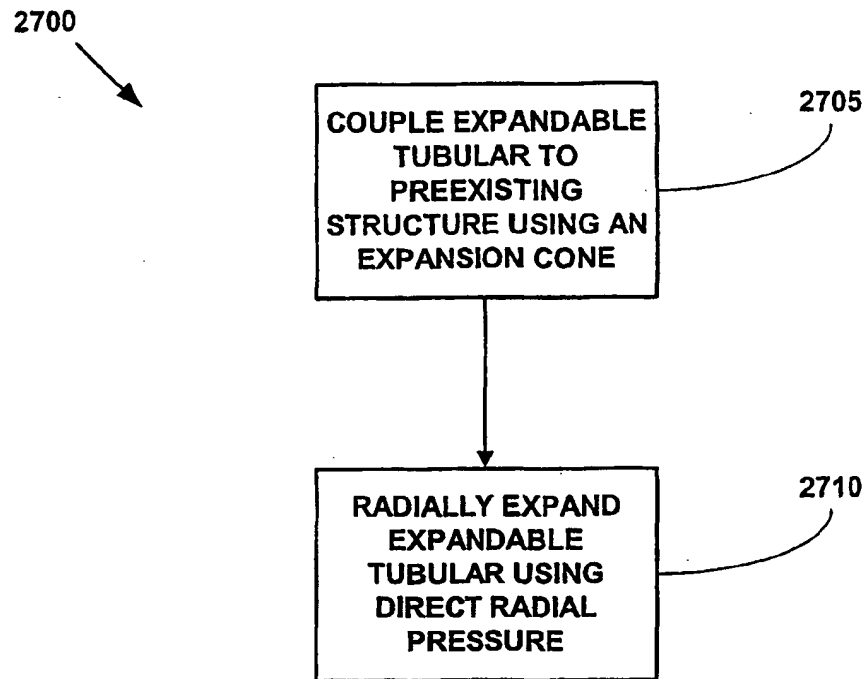 2700
COUPLE EXPANDABLE
TUBULAR TO
PREEXISTING
STRUCTURE USING AN
EXPANSION CONE
2705
RADIALLY EXPAND
EXPANDABLE
TUBULAR USING
DIRECT RADIAL
PRESSURE
2710